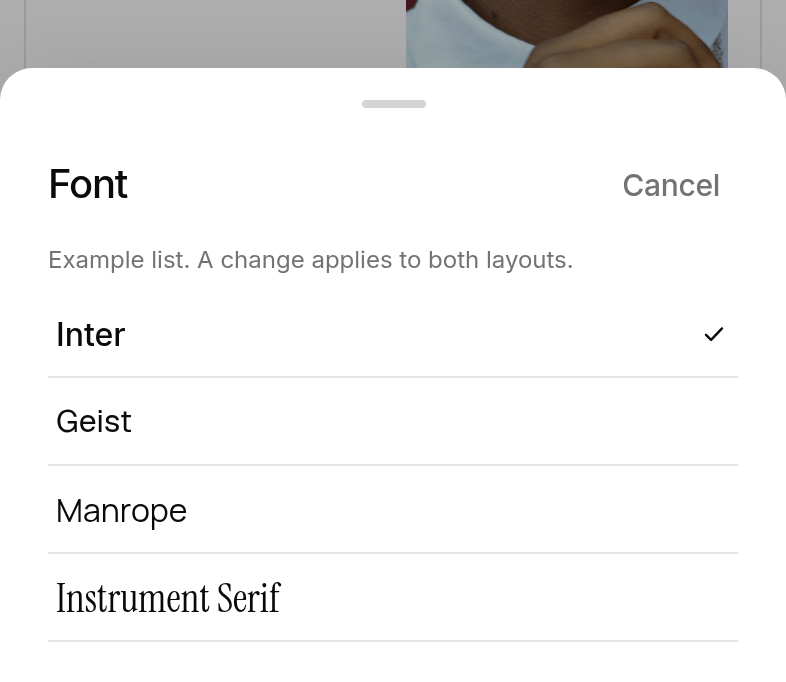 Font
Cancel
Example list. A change applies to both layouts.
Inter
Geist
Manrope
Instrument Serif